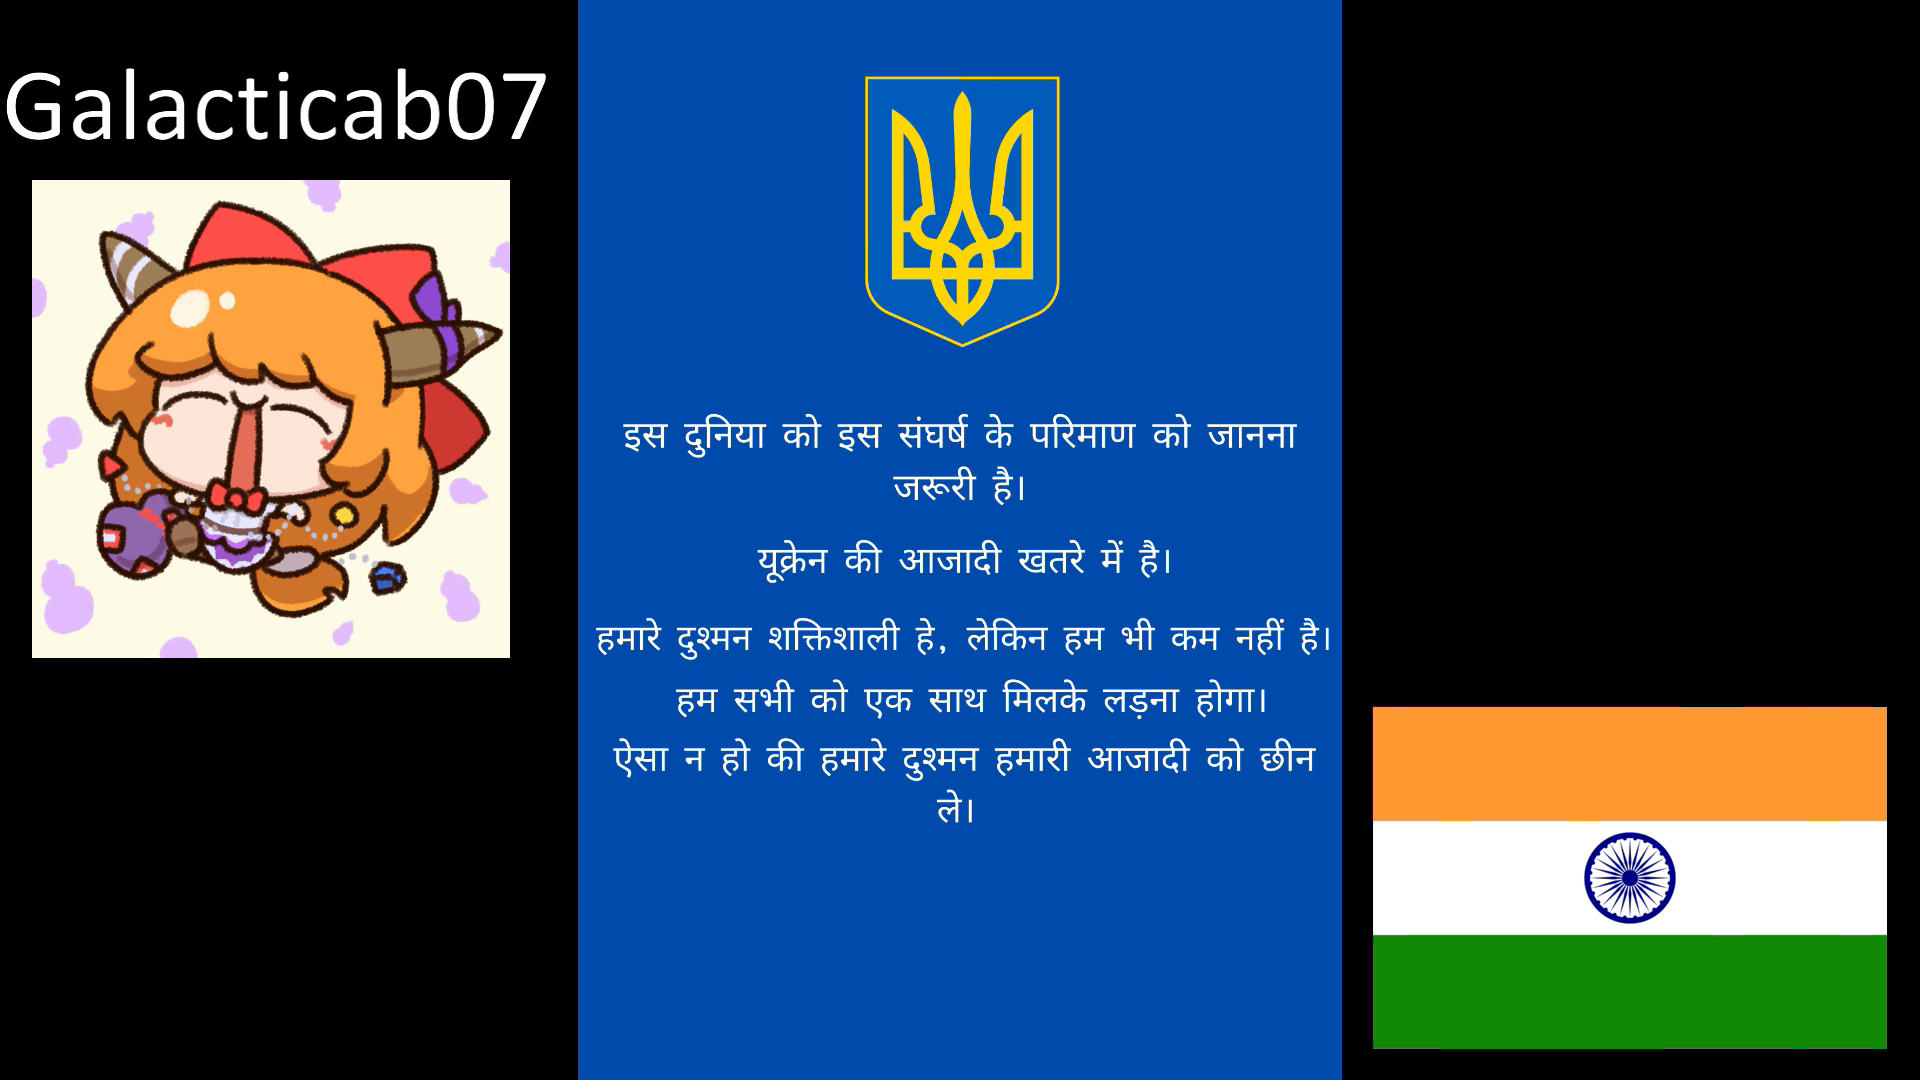 Galacticab07
इस दुनिया को इस संघर्ष के परिमाण को जानना
जरूरी है।
यूक्रेन की आजादी खतरे में है।
हमारे दुश्मन शक्तिशाली हे, लेकिन हम भी कम नहीं है।
हम सभी को एक साथ मिलके लड़ना होगा।
ऐसा न हो की हमारे दुश्मन हमारी आजादी को छीन
ले।